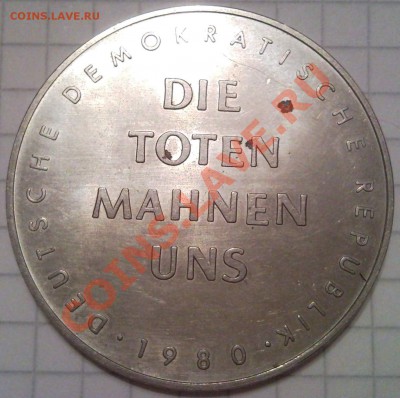 COINS.LAVE.RU
DEUTSCHE DEMOKRATISCHE REPUBLIK
DIE
TOTEN
MAHNEN
UNS
· 1980 ·
COINS.LAVE.RU